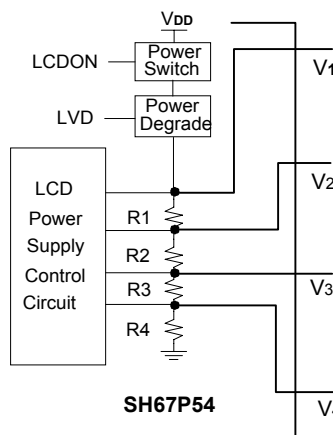 VDD
LCDON
Power
Switch
V1
LVD
Power
Degrade
V2
LCD
Power
Supply
Control
Circuit
R1
R2
R3
R4
V3
SH67P54